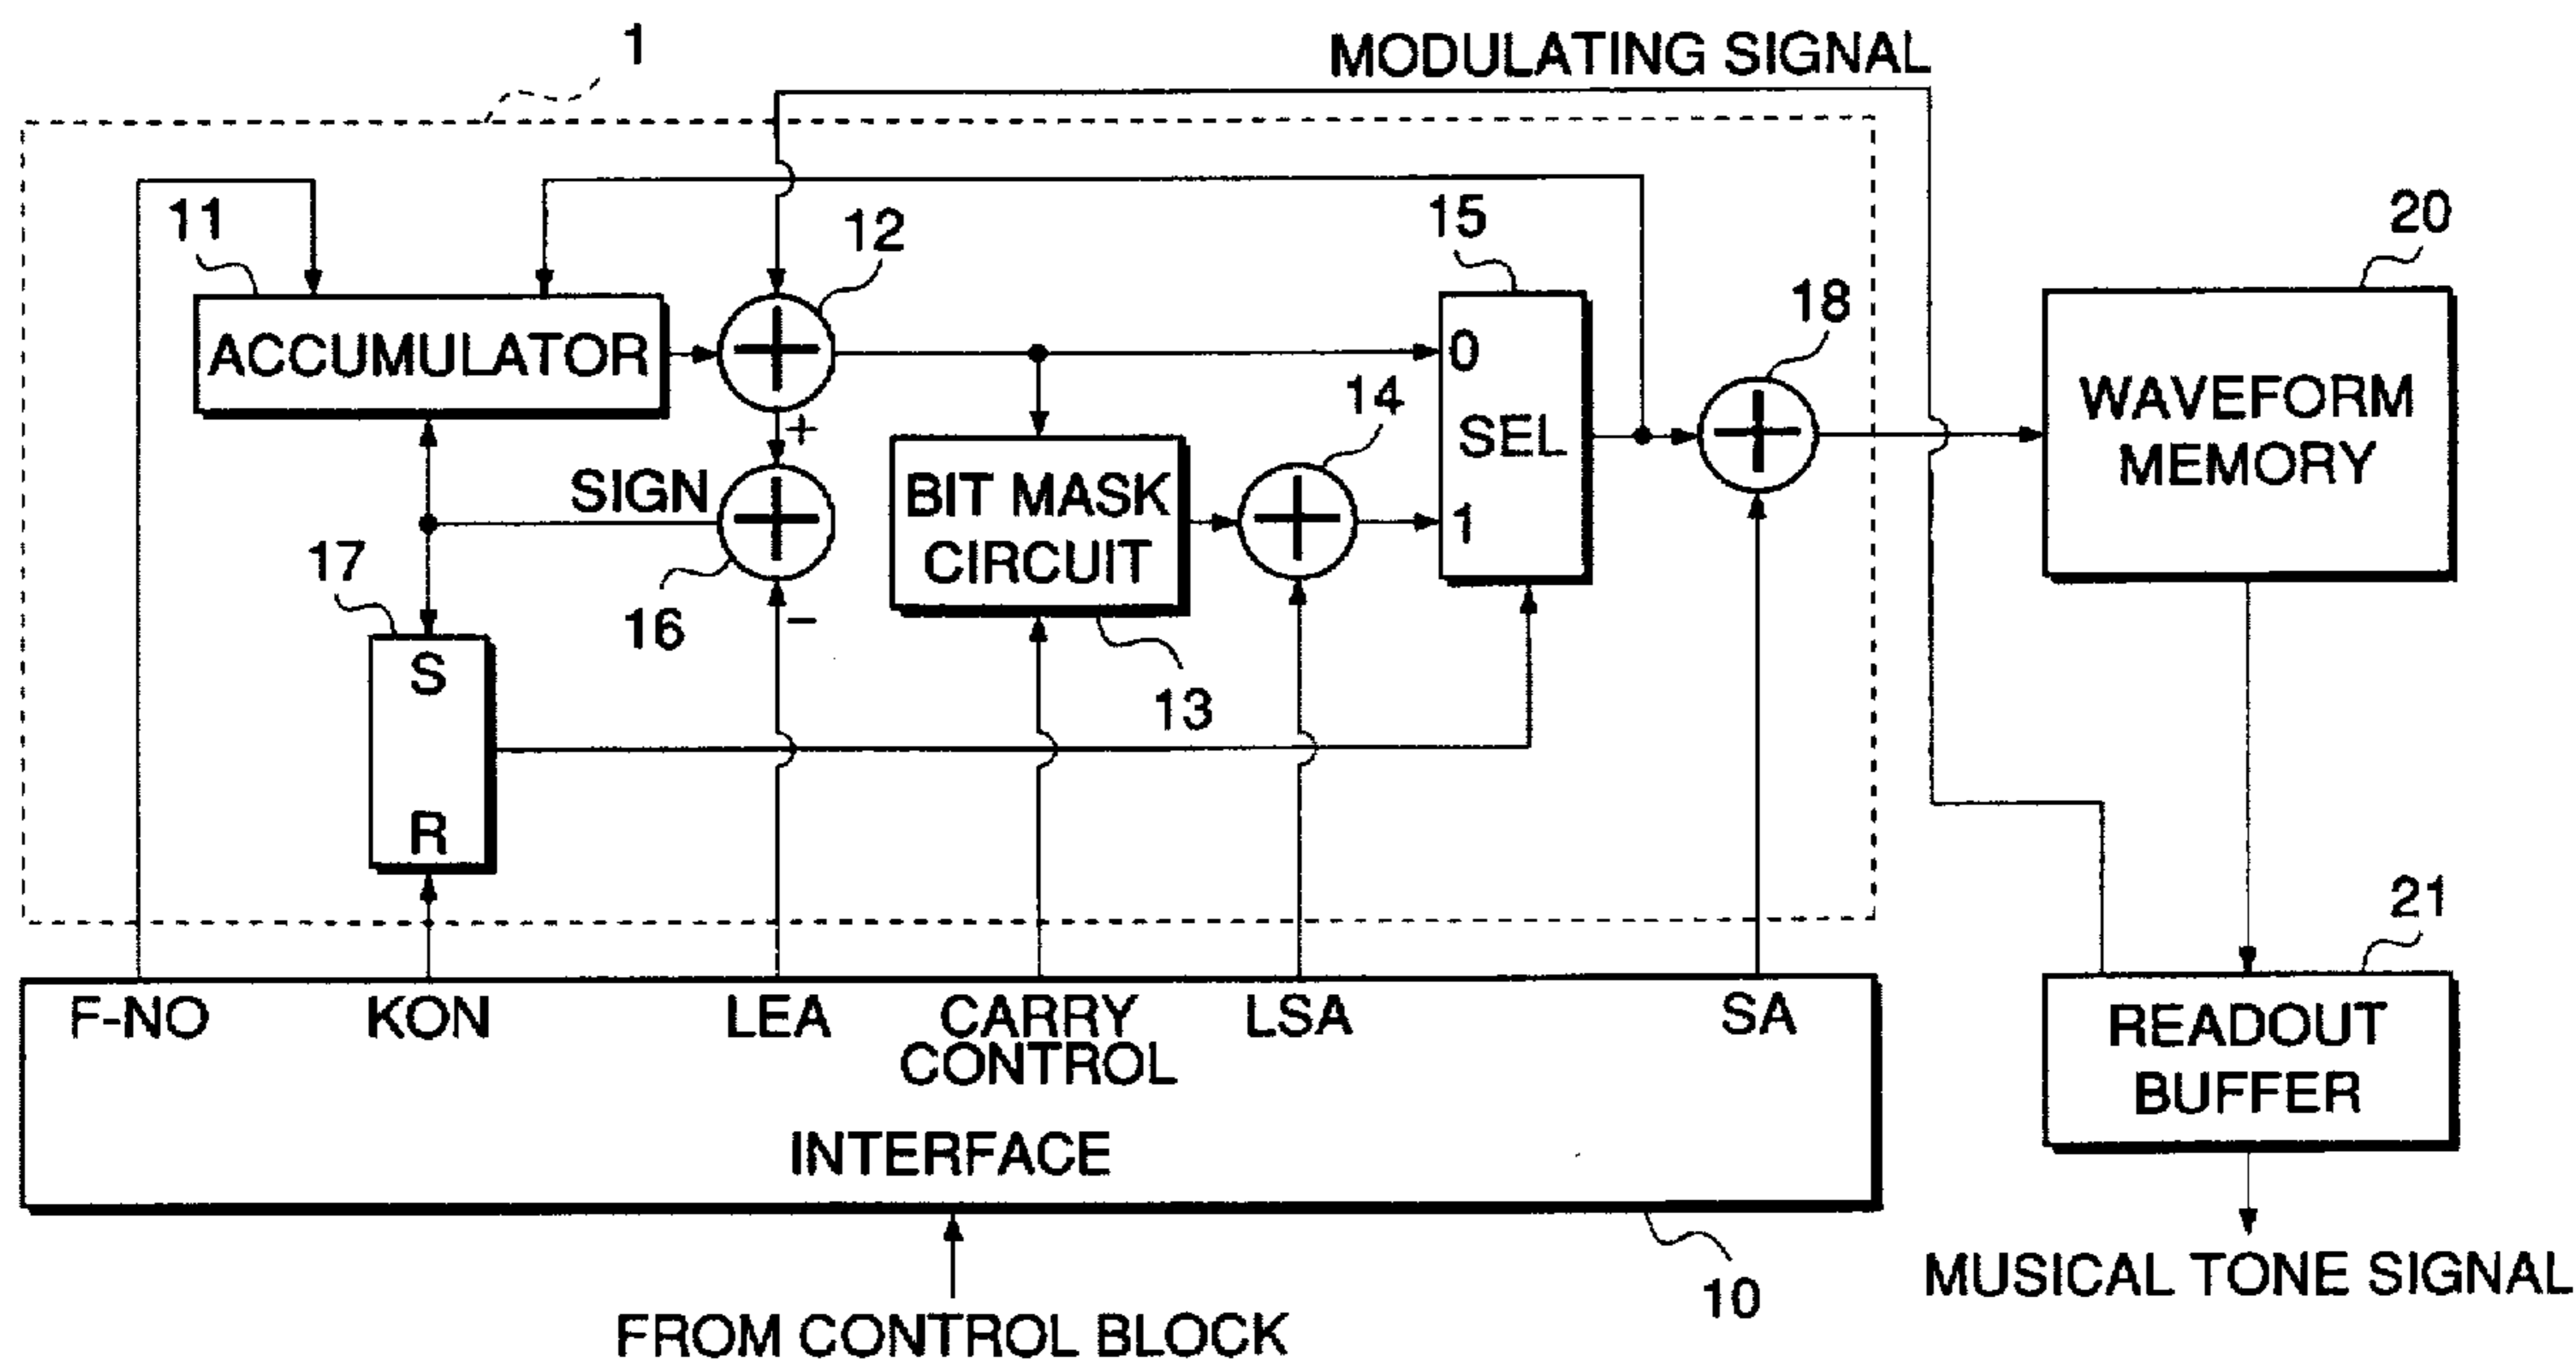 1
MODULATING SIGNAL
11
12
15
20
18
ACCUMULATOR
0
14
WAVEFORM
MEMORY
+
SEL
SIGN
BIT MASK
CIRCUIT
1
17
16
−
S
13
R
21
F-NO
KON
LEA
CARRY
CONTROL
LSA
SA
READOUT
BUFFER
INTERFACE
10
MUSICAL TONE SIGNAL
FROM CONTROL BLOCK